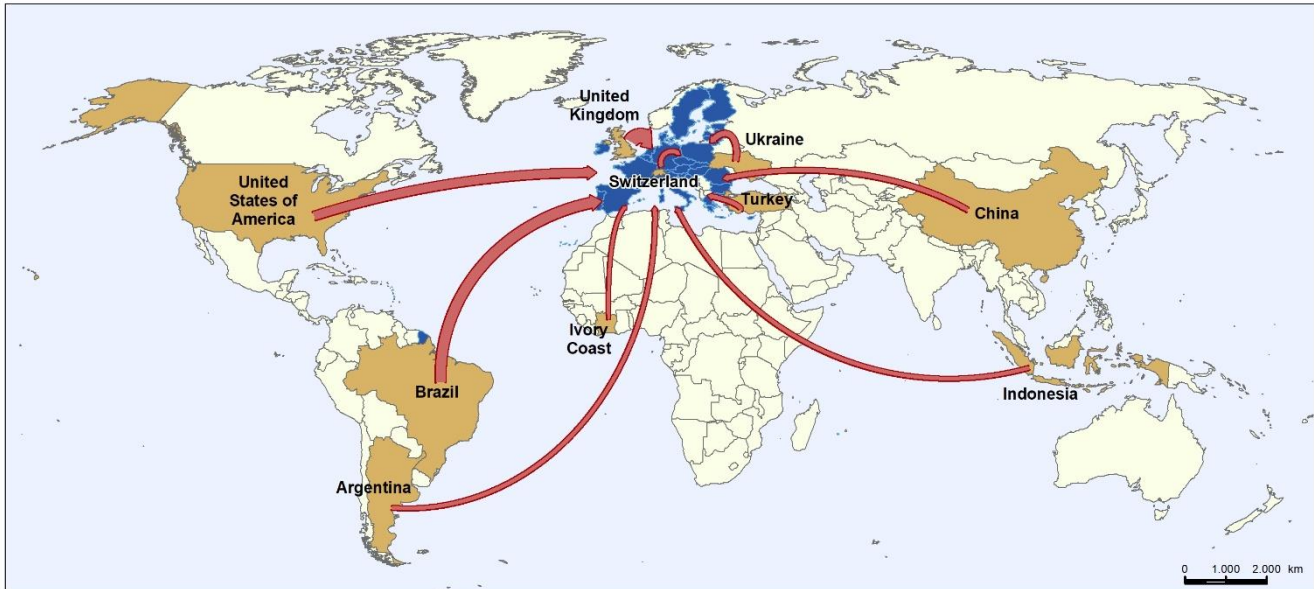 United
Kingdom
Ukraine
United
States of
America
Switzerland
Turkey
China
Ivory
Coast
Brazil
Indonesia
Argentina
0 1.000 2.000 km